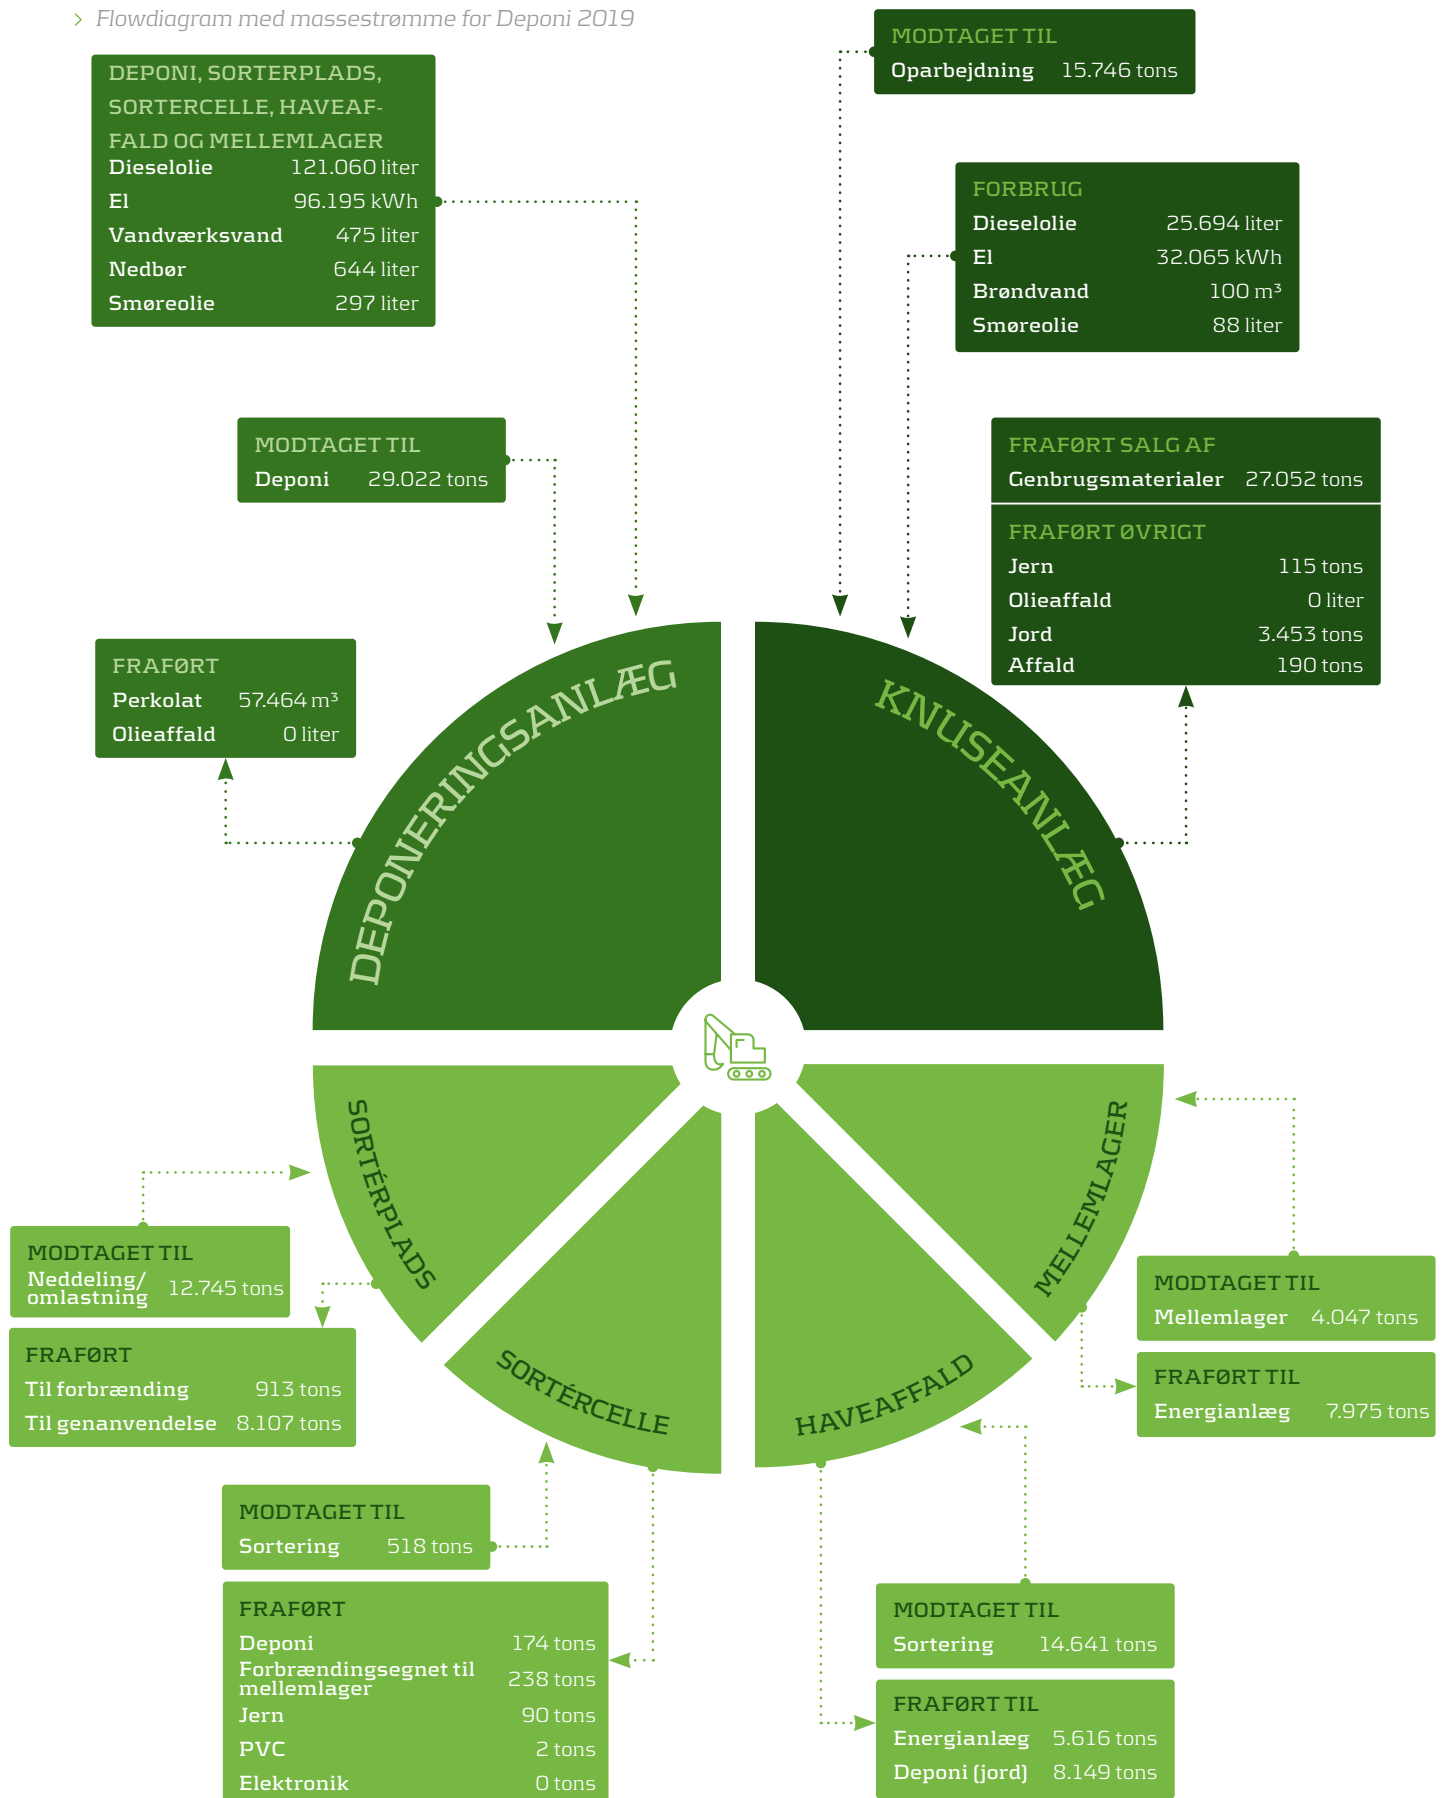 Flowdiagram med massestrømme for Deponi 2019
DEPONI, SORTERPLADS,
SORTERCELLE, HAVEAF-
FALD OG MELLEMLAGER
Dieselolie 121.060 liter
El 96.195 kWh
Vandværksvand 475 liter
Nedbør 644 liter
Smøreolie 297 liter
MODTAGET TIL
Oparbejdning 15.746 tons
FORBRUG
Dieselolie 25.694 liter
El 32.065 kWh
Brøndvand 100 m³
Smøreolie 88 liter
MODTAGET TIL
Deponi 29.022 tons
FRAFØRT SALG AF
Genbrugsmaterialer 27.052 tons
FRAFØRT ØVRIGT
Jern 115 tons
Olieaffald 0 liter
Jord 3.453 tons
Affald 190 tons
FRAFØRT
Perkolat 57.464 m³
Olieaffald 0 liter
DEPONERINGSANLÆG
KNUSEANLÆG
SORTÉRPLADS
SORTÉRCELLE
HAVEAFFALD
MELLEMLAGER
MODTAGET TIL
Neddeling/
omlastning 12.745 tons
FRAFØRT
Til forbrænding 913 tons
Til genanvendelse 8.107 tons
MODTAGET TIL
Mellemlager 4.047 tons
FRAFØRT TIL
Energianlæg 7.975 tons
MODTAGET TIL
Sortering 518 tons
FRAFØRT
Deponi 174 tons
Forbrændingsegnet til
mellemlager 238 tons
Jern 90 tons
PVC 2 tons
Elektronik 0 tons
MODTAGET TIL
Sortering 14.641 tons
FRAFØRT TIL
Energianlæg 5.616 tons
Deponi (jord) 8.149 tons